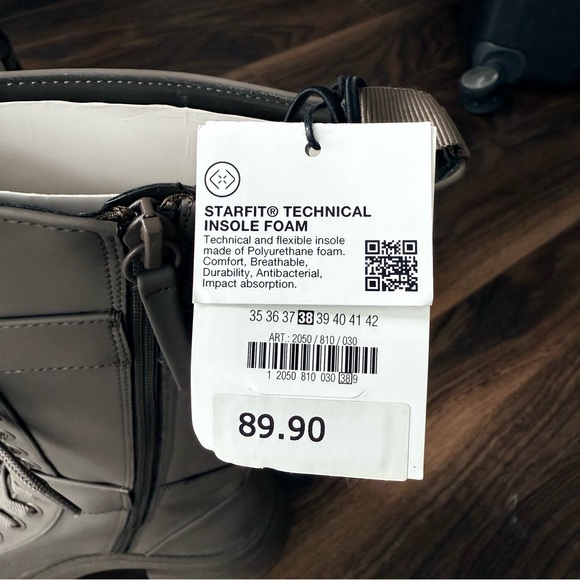 STARFIT® TECHNICAL
INSOLE FOAM
Technical and flexible insole
made of Polyurethane foam.
Comfort, Breathable,
Durability, Antibacterial,
Impact absorption.
35 36 37 38 39 40 41 42
ART.: 2050 / 810 / 030
1 2050 810 030 38 9
89.90